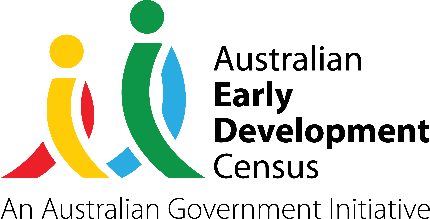 Australian
Early
Development
Census
An Australian Government Initiative